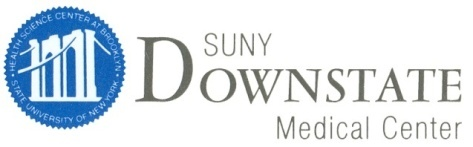 HEALTH SCIENCE CENTER AT BROOKLYN
STATE UNIVERSITY OF NEW YORK
SUNY
DOWNSTATE
Medical Center